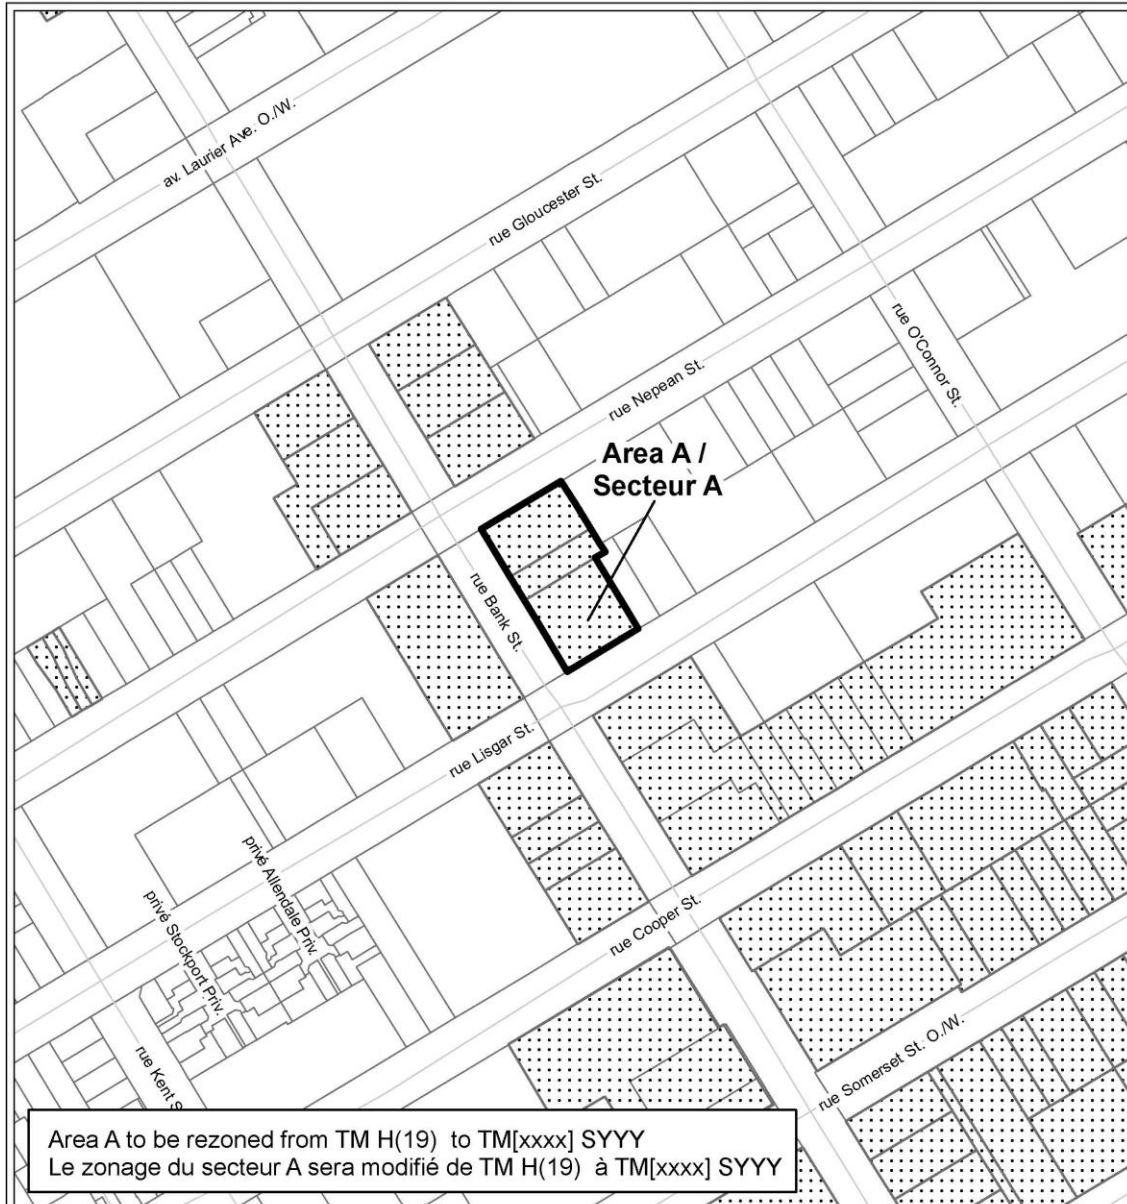 av. Laurier Ave. O./W.
rue Gloucester St.
rue O'Connor St.
rue Nepean St.
Area A /
Secteur A
rue Bank St.
rue Lisgar St.
privé Allendale Priv.
privé Stockport Priv.
rue Cooper St.
rue Kent S
rue Somerset St. O./W.
Area A to be rezoned from TM H(19) to TM[xxxx] SYYY
Le zonage du secteur A sera modifié de TM H(19) à TM[xxxx] SYYY